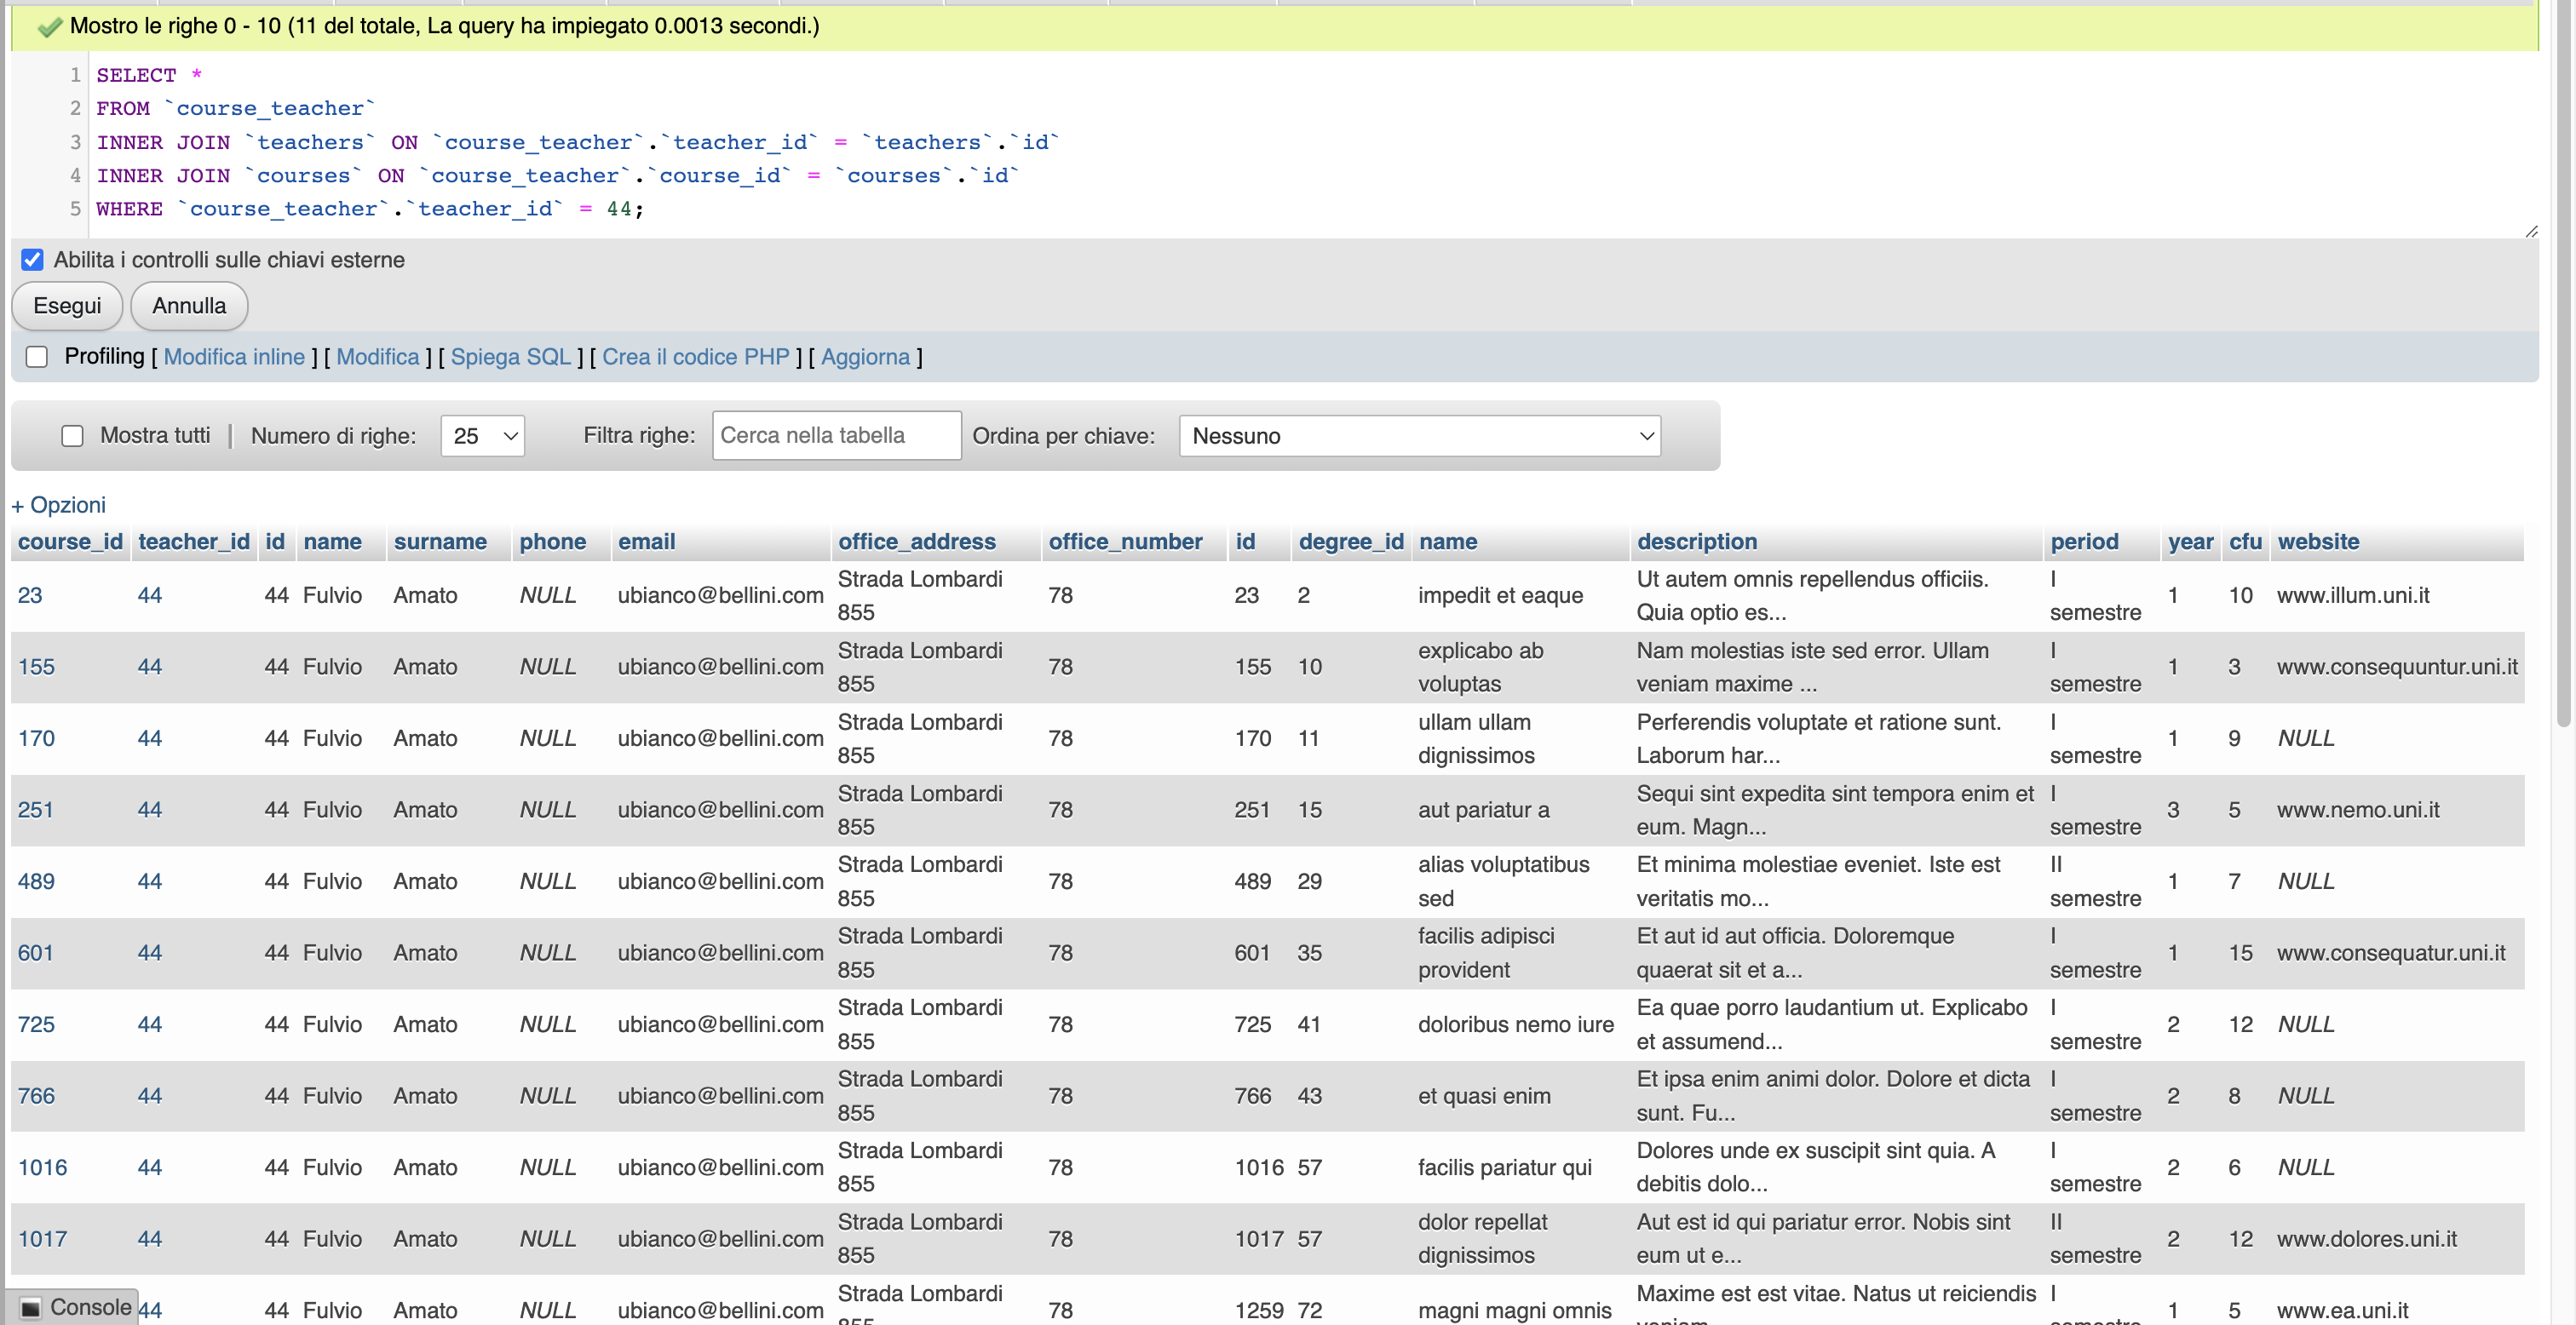 Mostro le righe 0 - 10 (11 del totale, La query ha impiegato 0.0013 secondi.)
1 SELECT *
2 FROM `course_teacher`
3 INNER JOIN `teachers` ON `course_teacher`.`teacher_id` = `teachers`.`id`
4 INNER JOIN `courses` ON `course_teacher`.`course_id` = `courses`.`id`
5 WHERE `course_teacher`.`teacher_id` = 44;
Abilita i controlli sulle chiavi esterne
Esegui Annulla
Profiling [ Modifica inline ] [ Modifica ] [ Spiega SQL ] [ Crea il codice PHP ] [ Aggiorna ]
Mostra tutti | Numero di righe: 25 Filtra righe: Cerca nella tabella Ordina per chiave: Nessuno
+ Opzioni
course_id teacher_id id name surname phone email office_address office_number id degree_id name description period year cfu website
23 44 44 Fulvio Amato NULL ubianco@bellini.com Strada Lombardi 855 78 23 2 impedit et eaque Ut autem omnis repellendus officiis. Quia optio es... I semestre 1 10 www.illum.uni.it
155 44 44 Fulvio Amato NULL ubianco@bellini.com Strada Lombardi 855 78 155 10 explicabo ab voluptas Nam molestias iste sed error. Ullam veniam maxime ... I semestre 1 3 www.consequuntur.uni.it
170 44 44 Fulvio Amato NULL ubianco@bellini.com Strada Lombardi 855 78 170 11 ullam ullam dignissimos Perferendis voluptate et ratione sunt. Laborum har... I semestre 1 9 NULL
251 44 44 Fulvio Amato NULL ubianco@bellini.com Strada Lombardi 855 78 251 15 aut pariatur a Sequi sint expedita sint tempora enim et eum. Magn... I semestre 3 5 www.nemo.uni.it
489 44 44 Fulvio Amato NULL ubianco@bellini.com Strada Lombardi 855 78 489 29 alias voluptatibus sed Et minima molestiae eveniet. Iste est veritatis mo... II semestre 1 7 NULL
601 44 44 Fulvio Amato NULL ubianco@bellini.com Strada Lombardi 855 78 601 35 facilis adipisci provident Et aut id aut officia. Doloremque quaerat sit et a... I semestre 1 15 www.consequatur.uni.it
725 44 44 Fulvio Amato NULL ubianco@bellini.com Strada Lombardi 855 78 725 41 doloribus nemo iure Ea quae porro laudantium ut. Explicabo et assumend... I semestre 2 12 NULL
766 44 44 Fulvio Amato NULL ubianco@bellini.com Strada Lombardi 855 78 766 43 et quasi enim Et ipsa enim animi dolor. Dolore et dicta sunt. Fu... I semestre 2 8 NULL
1016 44 44 Fulvio Amato NULL ubianco@bellini.com Strada Lombardi 855 78 1016 57 facilis pariatur qui Dolores unde ex suscipit sint quia. A debitis dolo... I semestre 2 6 NULL
1017 44 44 Fulvio Amato NULL ubianco@bellini.com Strada Lombardi 855 78 1017 57 dolor repellat dignissimos Aut est id qui pariatur error. Nobis sint eum ut e... II semestre 2 12 www.dolores.uni.it
Console 44 44 Fulvio Amato NULL ubianco@bellini.com Strada Lombardi 78 1259 72 magni magni omnis Maxime est est vitae. Natus ut reiciendis I 1 5 www.ea.uni.it